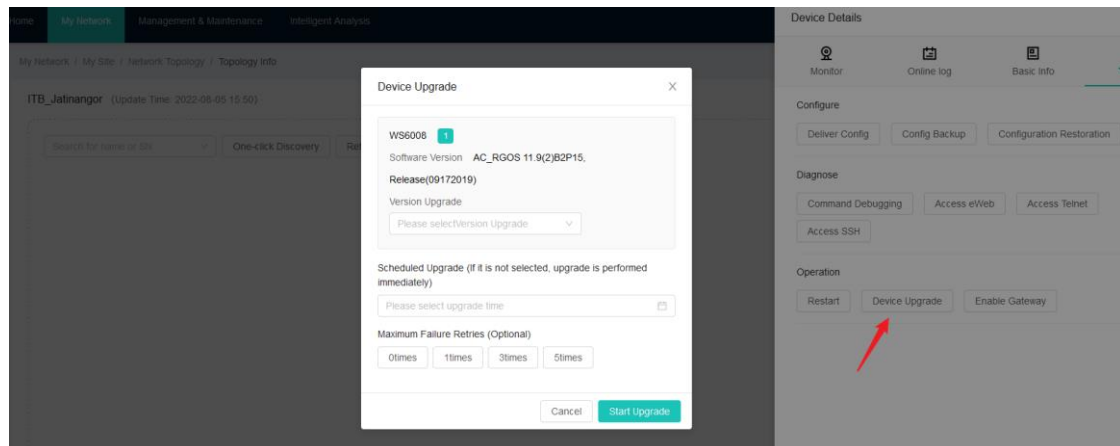 Home My Network Management & Maintenance Intelligent Analysis
My Network / My Site / Network Topology / Topology Info
ITB_Jatinangor (Update Time: 2022-08-05 15:50)
Search for name or SN One-click Discovery
Device Upgrade
WS6008 1
Software Version AC_RGOS 11.9(2)B2P15,
Release(09172019)
Version Upgrade
Please selectVersion Upgrade
Scheduled Upgrade (If it is not selected, upgrade is performed
immediately)
Please select upgrade time
Maximum Failure Retries (Optional)
0times 1times 3times 5times
Cancel Start Upgrade
Device Details
Monitor Online log Basic Info
Configure
Deliver Config Config Backup Configuration Restoration
Diagnose
Command Debugging Access eWeb Access Telnet
Access SSH
Operation
Restart Device Upgrade Enable Gateway